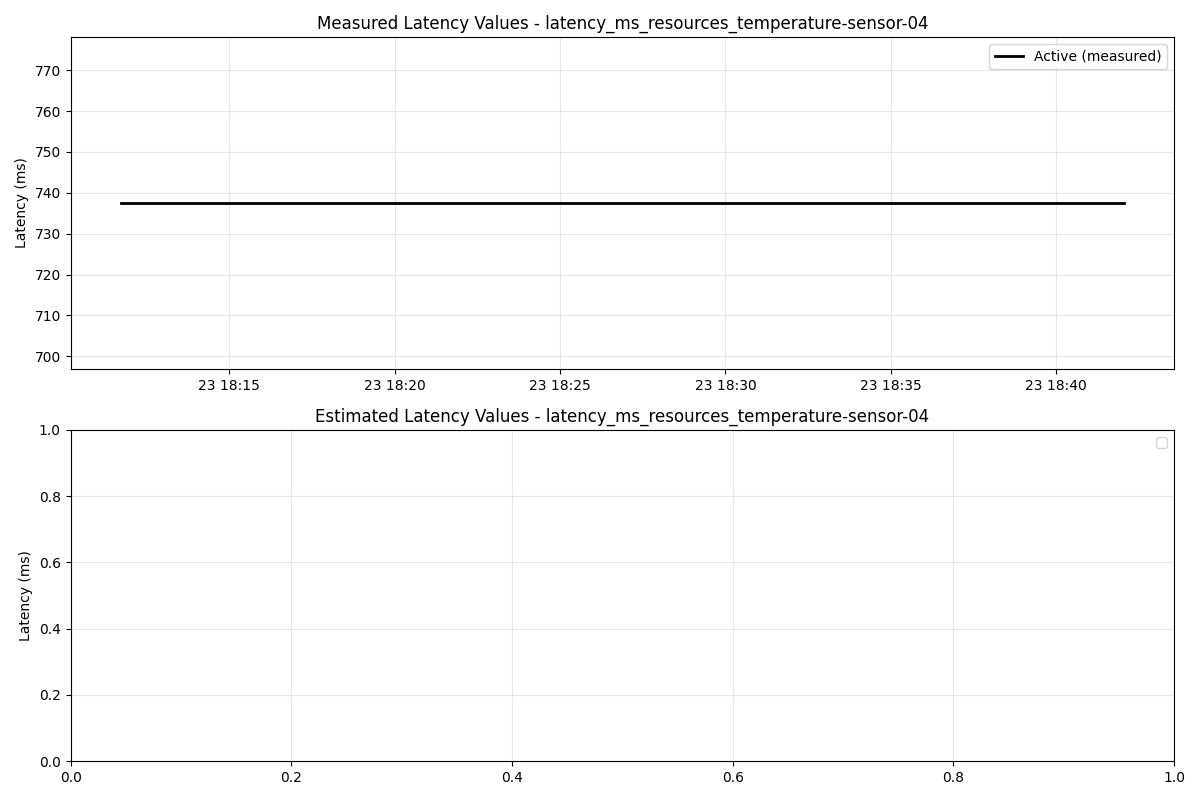 Measured Latency Values - latency_ms_resources_temperature-sensor-04
Active (measured)
Latency (ms)
770
760
750
740
730
720
710
700
23 18:15 23 18:20 23 18:25 23 18:30 23 18:35 23 18:40
Estimated Latency Values - latency_ms_resources_temperature-sensor-04
Latency (ms)
1.0
0.8
0.6
0.4
0.2
0.0
0.0 0.2 0.4 0.6 0.8 1.0